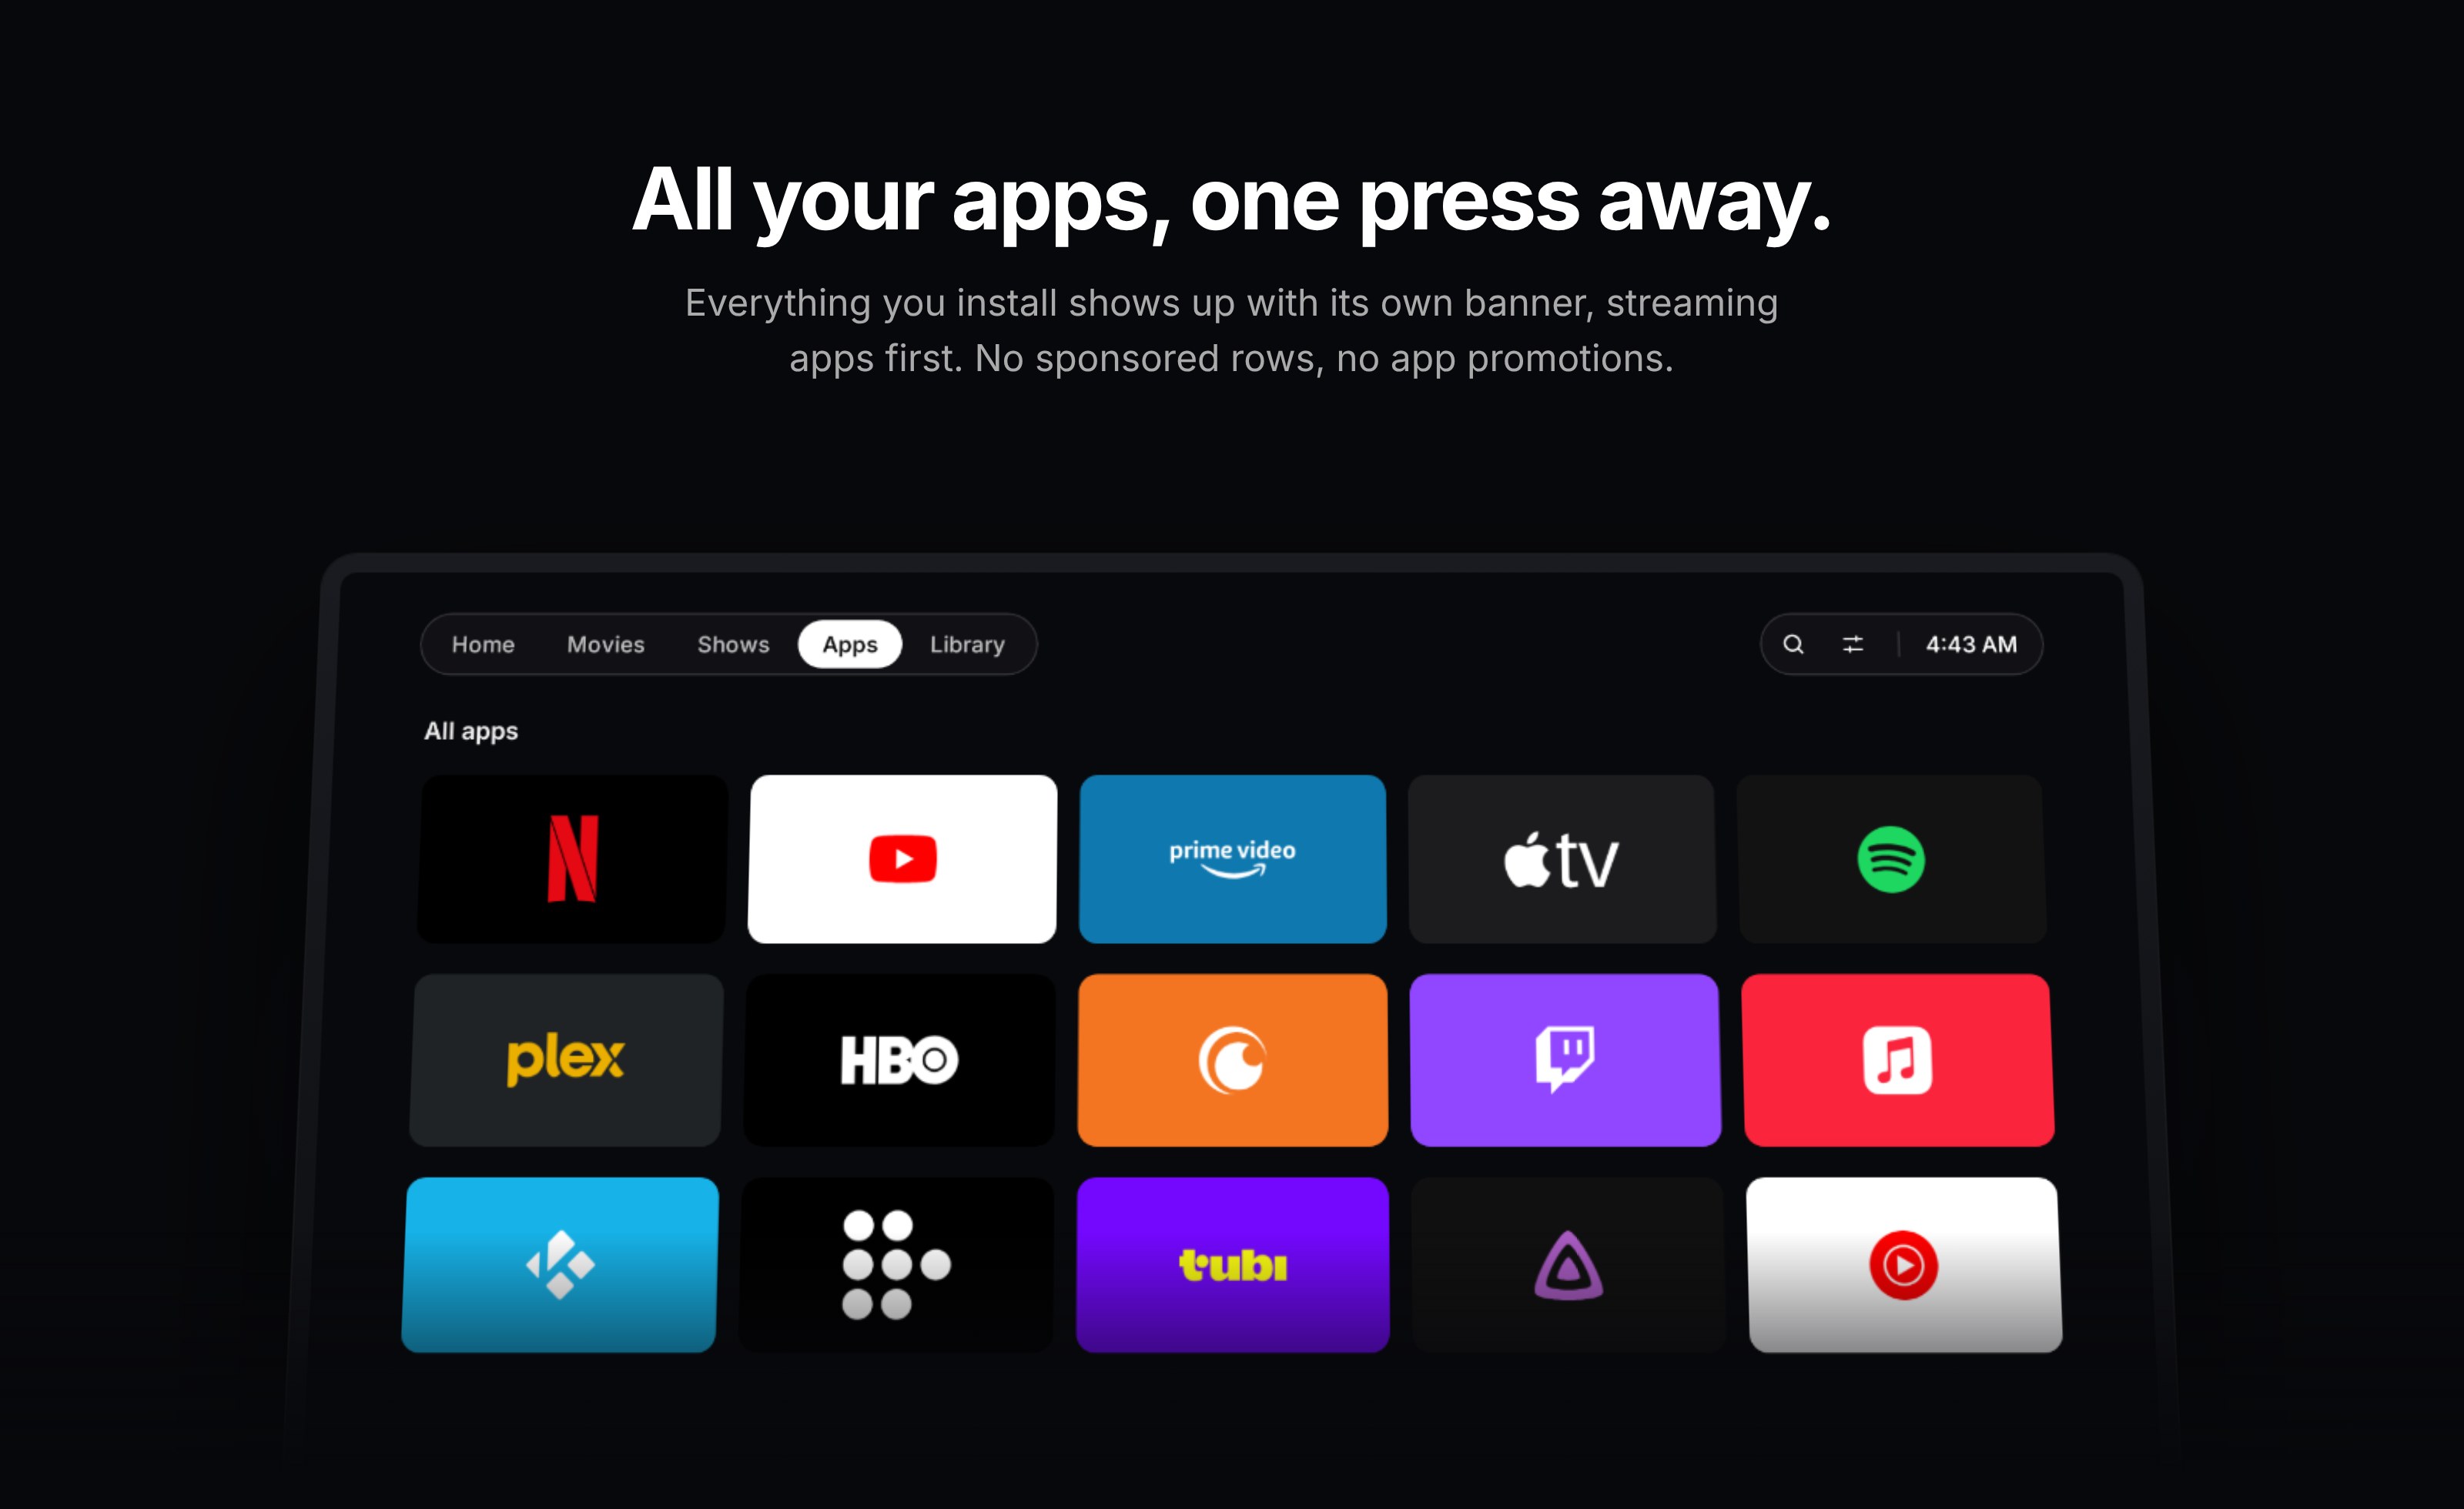 All your apps, one press away.
Everything you install shows up with its own banner, streaming
apps first. No sponsored rows, no app promotions.
Home Movies Shows Apps Library 4:43 AM
All apps
N prime video tv
plex HBO
tubi